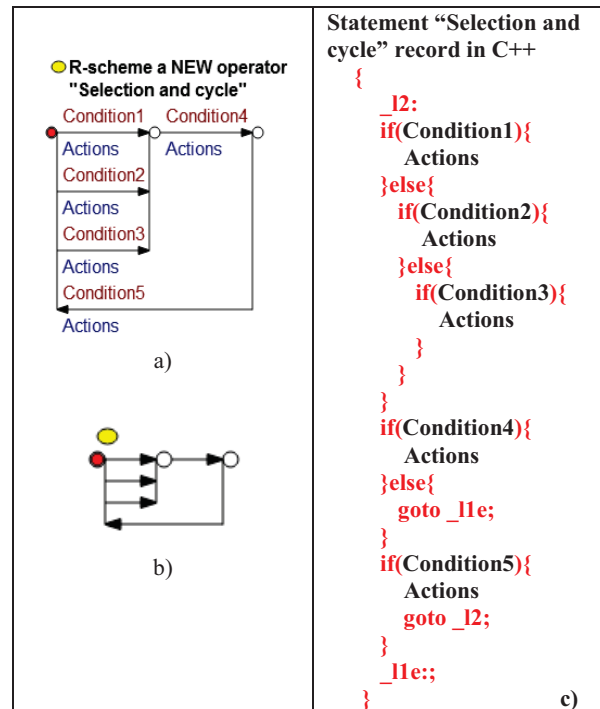 R-scheme a NEW operator
"Selection and cycle"
Condition1 Condition4
Actions Actions
Condition2
Actions
Condition3
Actions
Condition5
Actions
a)
b)
Statement “Selection and
cycle” record in C++
{
_l2:
if(Condition1){
Actions
}else{
if(Condition2){
Actions
}else{
if(Condition3){
Actions
}
}
}
if(Condition4){
Actions
}else{
goto _l1e;
}
if(Condition5){
Actions
goto _l2;
}
_l1e:;
} c)